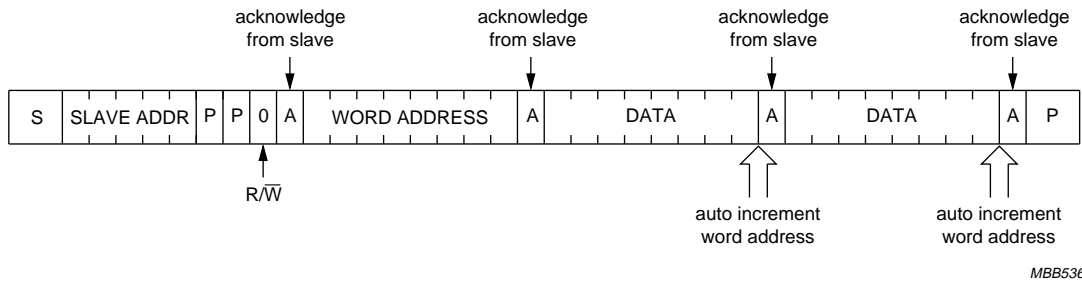 acknowledge from slave
acknowledge from slave
acknowledge from slave
acknowledge from slave
S SLAVE ADDR P P 0 A WORD ADDRESS A DATA A DATA A P
R/W̅
auto increment word address
auto increment word address
MBB536